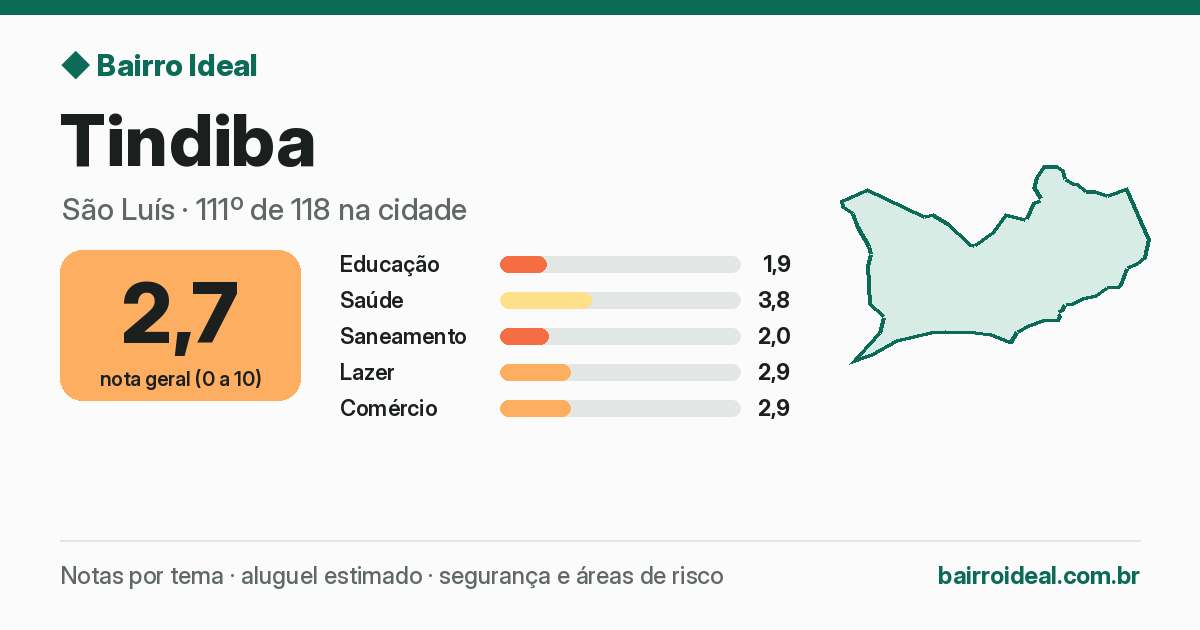 Bairro Ideal
Tindiba
São Luís · 111º de 118 na cidade
2,7
nota geral (0 a 10)
Educação 1,9
Saúde 3,8
Saneamento 2,0
Lazer 2,9
Comércio 2,9
Notas por tema · aluguel estimado · segurança e áreas de risco
bairroideal.com.br